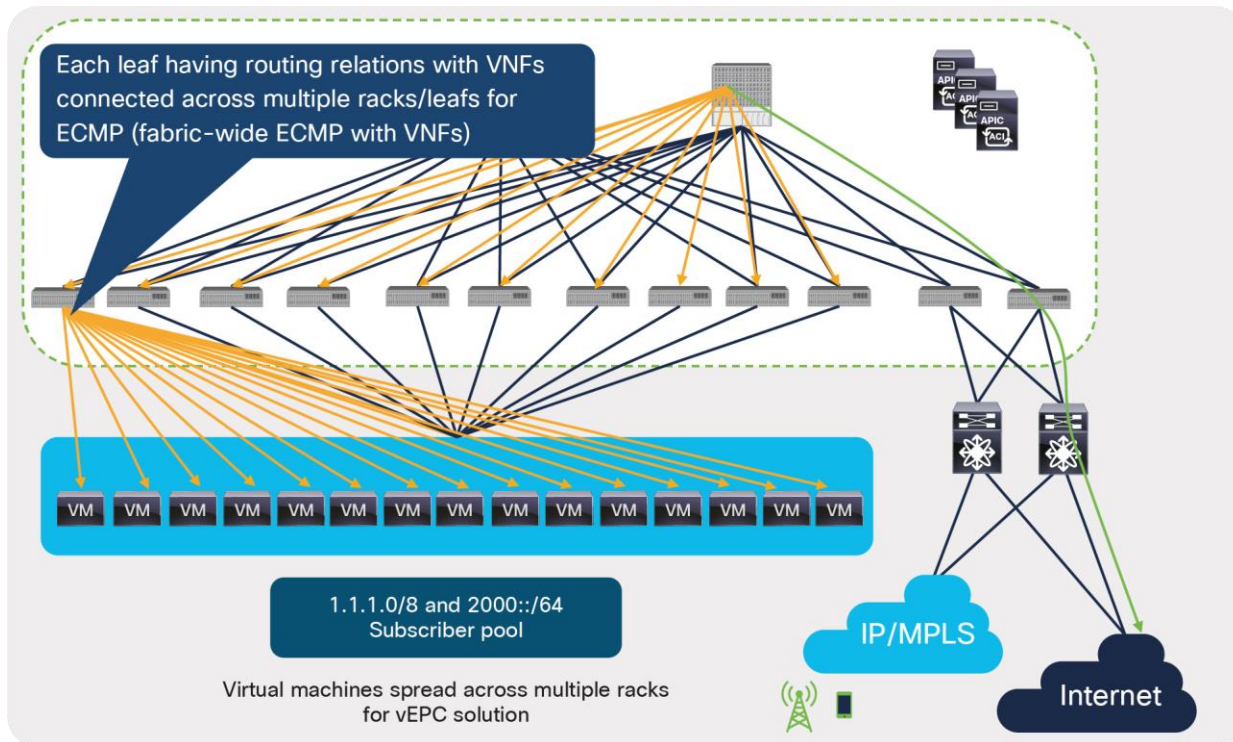 Each leaf having routing relations with VNFs
connected across multiple racks/leafs for
ECMP (fabric-wide ECMP with VNFs)
APIC
ACI
APIC
ACI
APIC
ACI
VM VM VM VM VM VM VM VM VM VM VM VM VM VM VM
1.1.1.0/8 and 2000::/64
Subscriber pool
Virtual machines spread across multiple racks
for vEPC solution
IP/MPLS
Internet